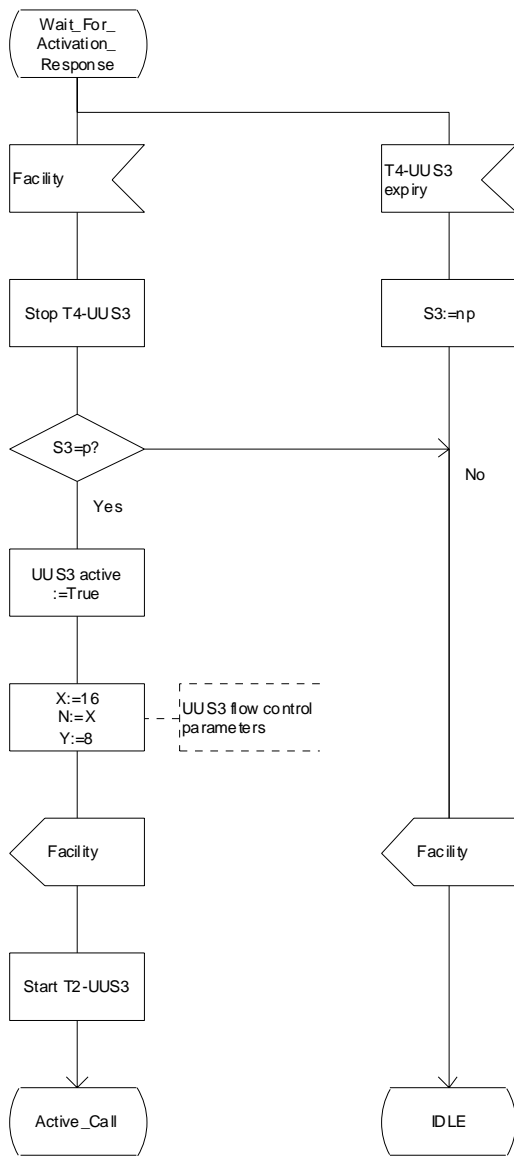 Wait_For_
Activation_
Response
Facility
T4-UUS3
expiry
Stop T4-UUS3
S3:=np
S3=p?
No
Yes
UUS3 active
:=True
X:=16
N:=X
Y:=8
UUS3 flow control
parameters
Facility
Facility
Start T2-UUS3
Active_Call
IDLE